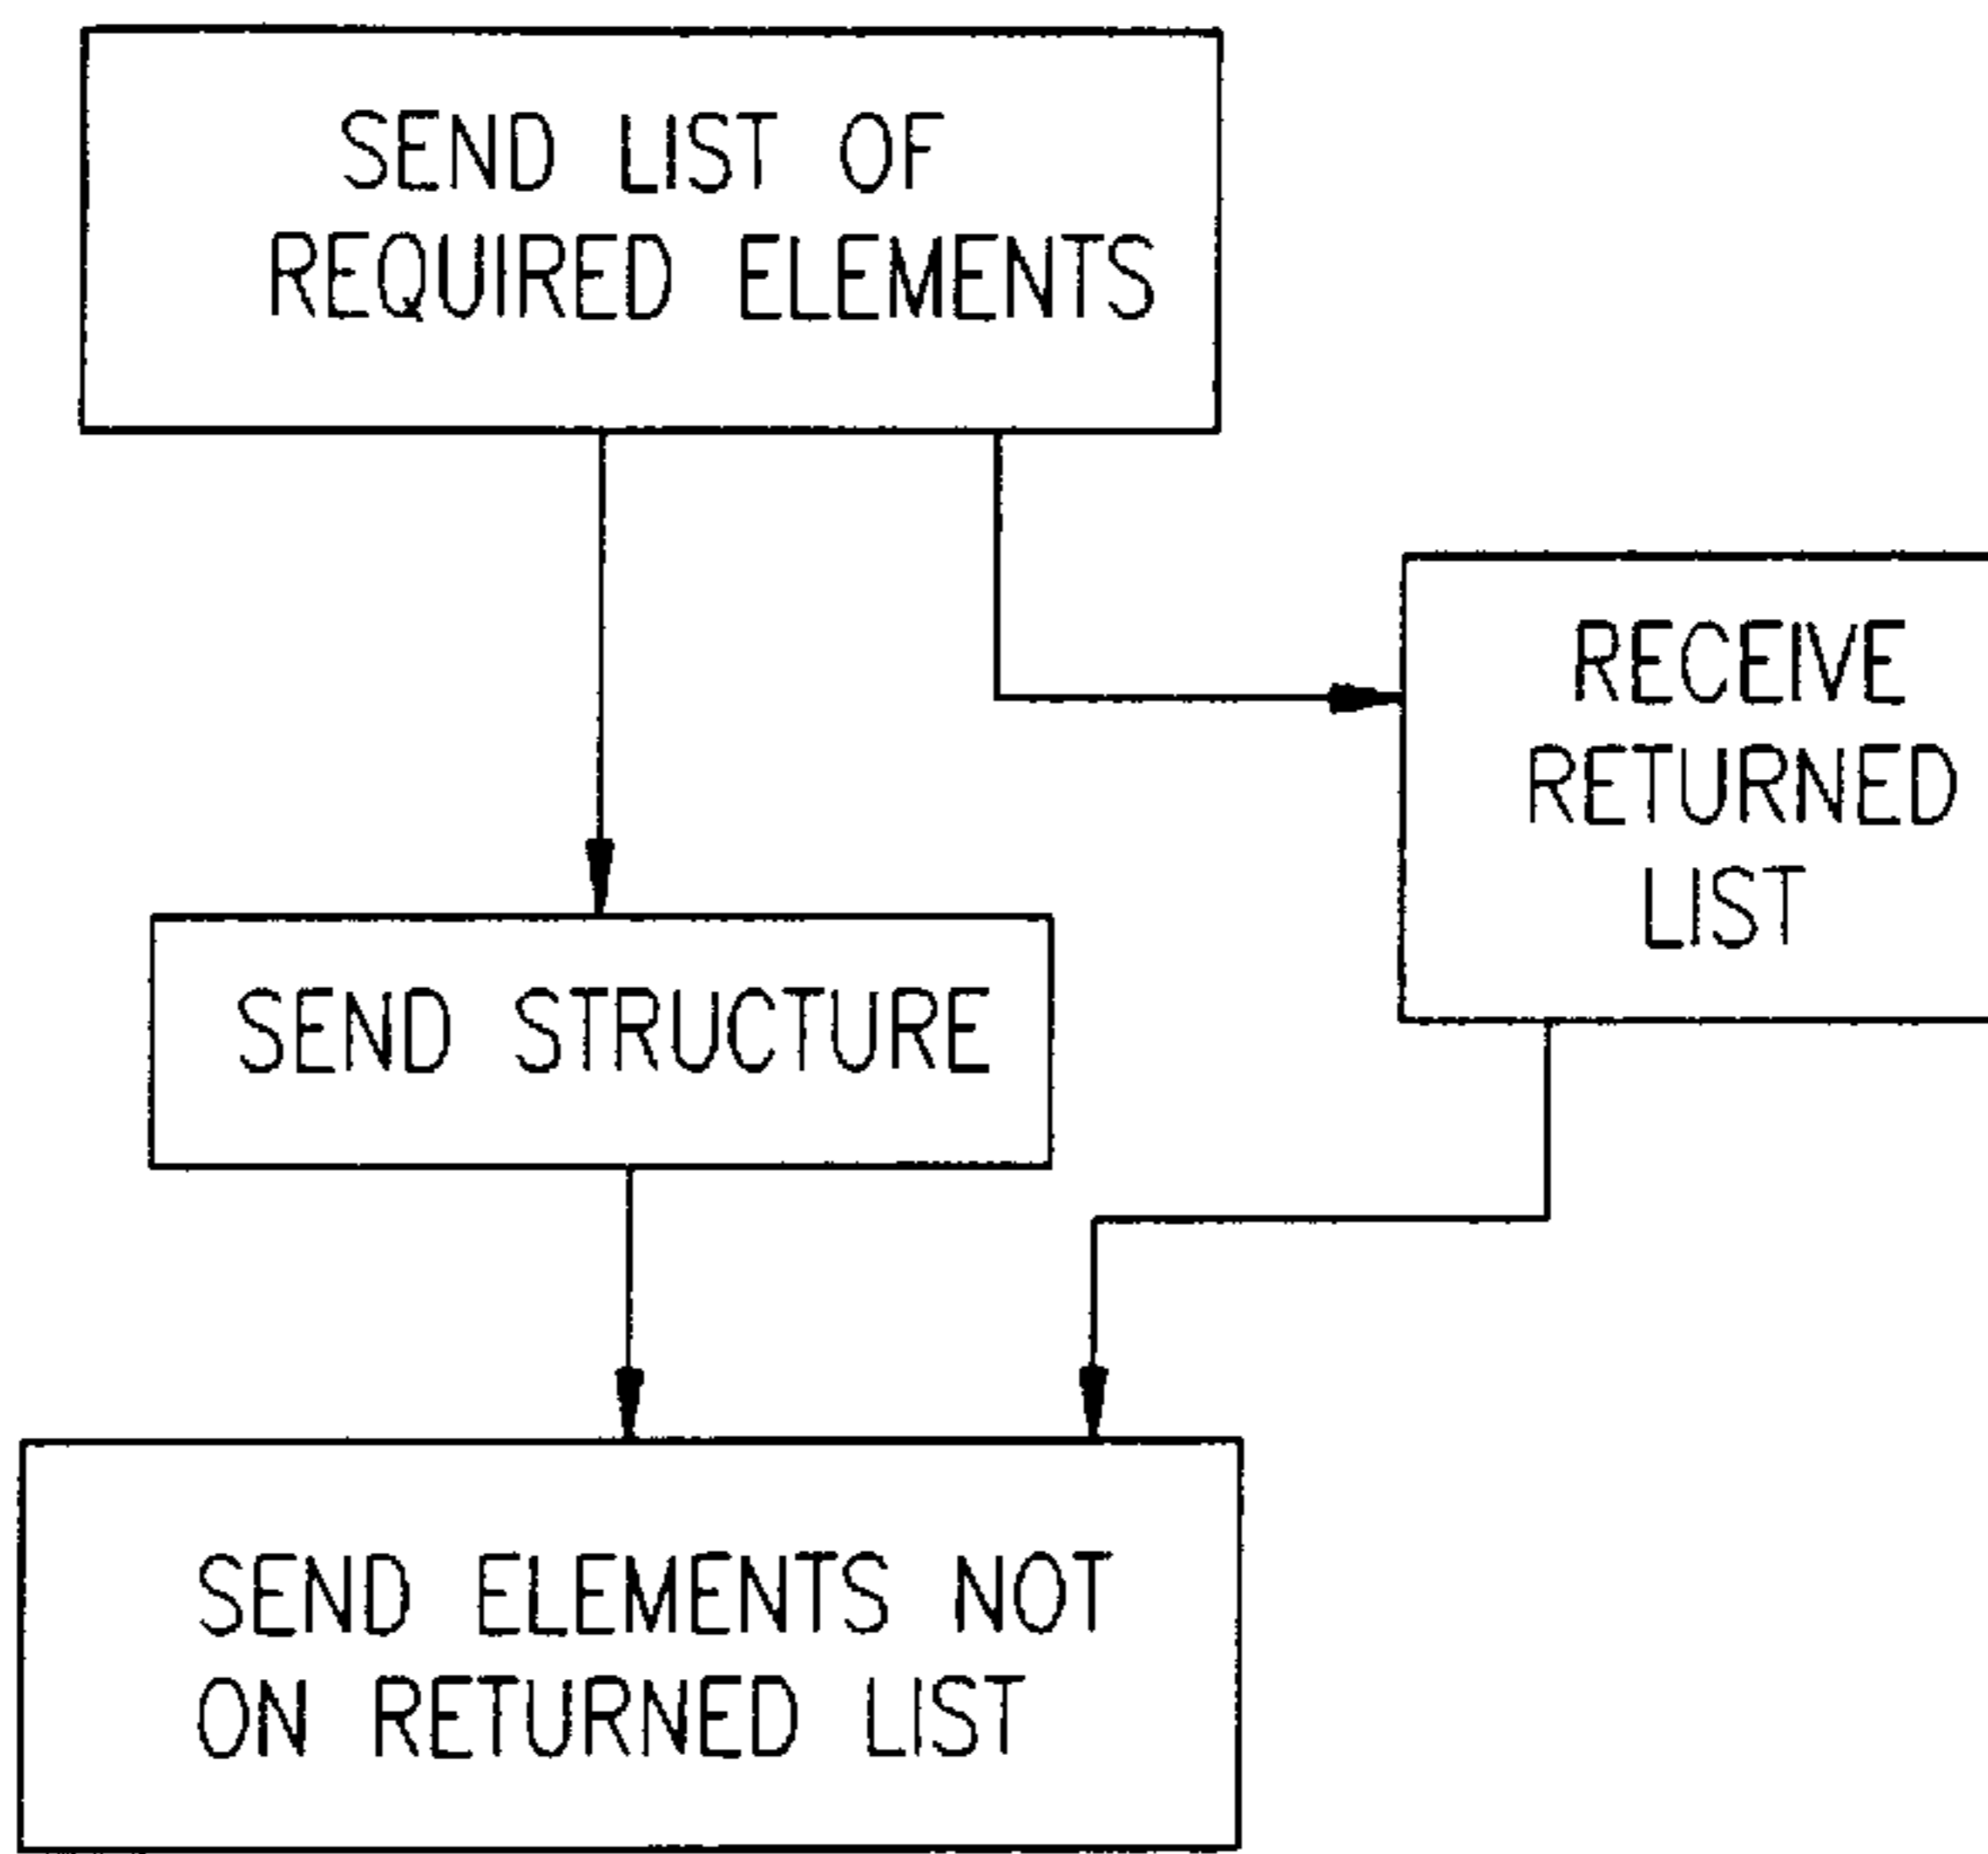 SEND LIST OF
REQUIRED ELEMENTS
RECEIVE
RETURNED
LIST
SEND STRUCTURE
SEND ELEMENTS NOT
ON RETURNED LIST